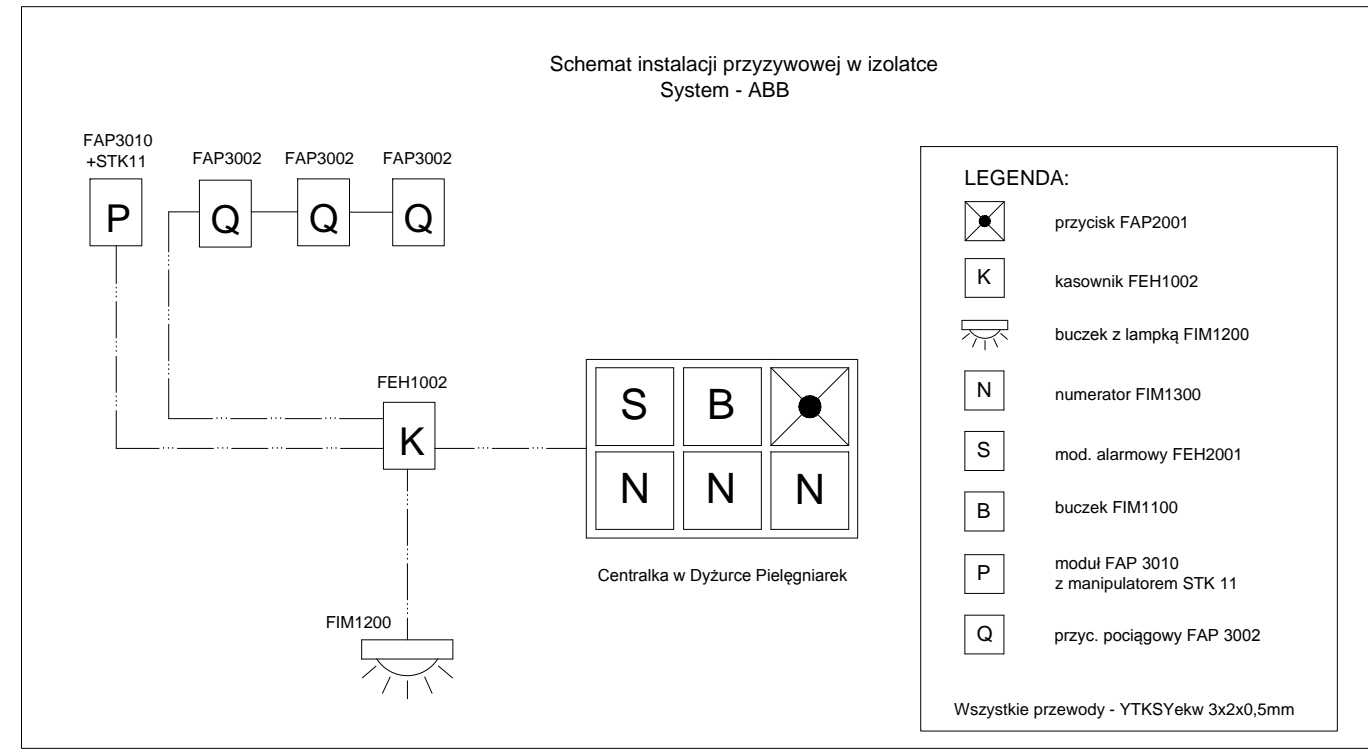 Schemat instalacji przyzywowej w izolatce
System - ABB
FAP3010
+STK11
FAP3002
FAP3002
FAP3002
P
Q
Q
Q
FEH1002
K
S
B
N
N
N
Centralka w Dyżurce Pielęgniarek
FIM1200
LEGENDA:
przycisk FAP2001
K
kasownik FEH1002
buczek z lampką FIM1200
N
numerator FIM1300
S
mod. alarmowy FEH2001
B
buczek FIM1100
P
moduł FAP 3010
z manipulatorem STK 11
Q
przyc. pociągowy FAP 3002
Wszystkie przewody - YTKSYekw 3x2x0,5mm